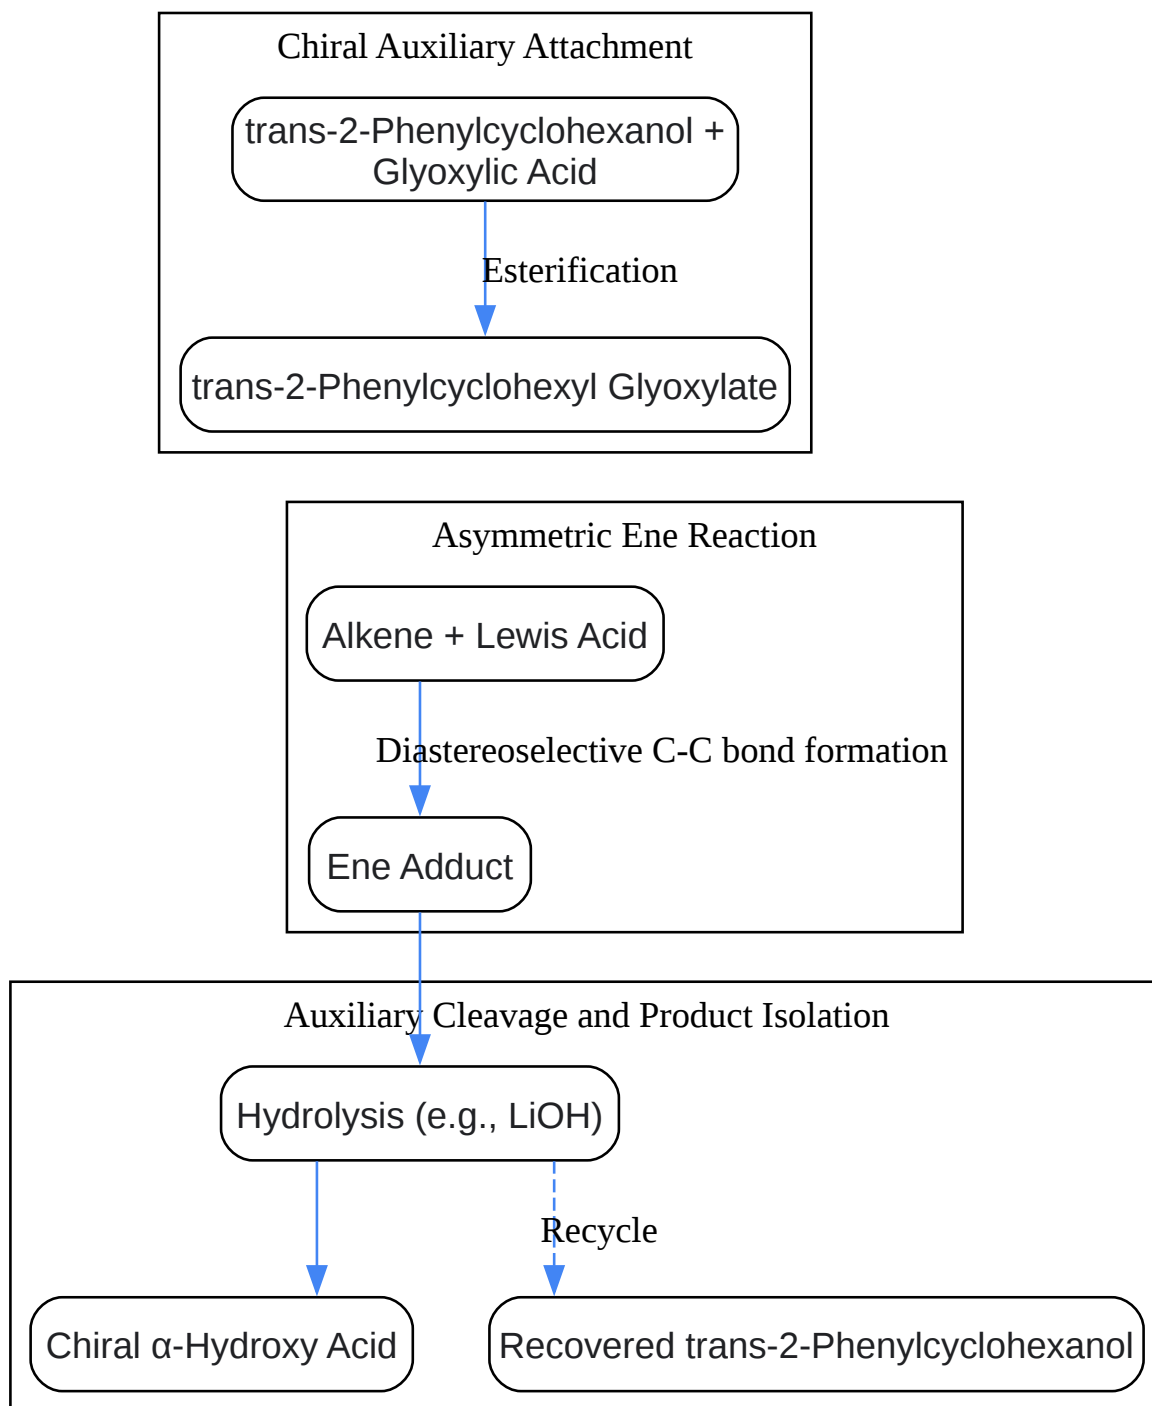 Chiral Auxiliary Attachment
trans-2-Phenylcyclohexanol +
Glyoxylic Acid
Esterification
trans-2-Phenylcyclohexyl Glyoxylate
Asymmetric Ene Reaction
Alkene + Lewis Acid
Diastereoselective C-C bond formation
Ene Adduct
Auxiliary Cleavage and Product Isolation
Hydrolysis (e.g., LiOH)
Recycle
Chiral α-Hydroxy Acid
Recovered trans-2-Phenylcyclohexanol